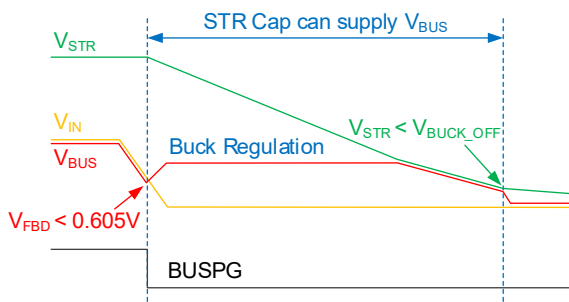 STR Cap can supply VBUS
VSTR
VIN
VBUS
Buck Regulation
VSTR < VBUCK_OFF
VFBD < 0.605V
BUSPG